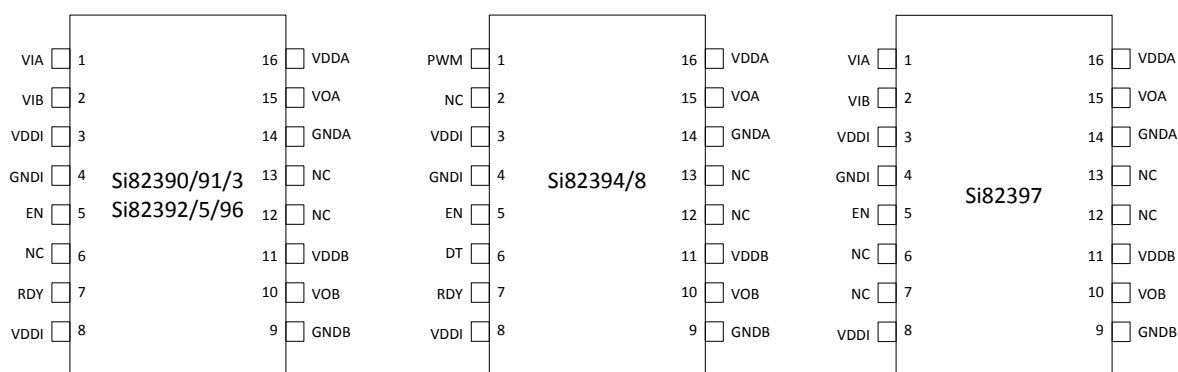 VIA 1 16 VDDA
VIB 2 15 VOA
VDDI 3 14 GNDA
GNDI 4 13 NC
EN 5 12 NC
NC 6 11 VDDB
RDY 7 10 VOB
VDDI 8 9 GNDB
Si82390/91/3
Si82392/5/96
PWM 1 16 VDDA
NC 2 15 VOA
VDDI 3 14 GNDA
GNDI 4 13 NC
EN 5 12 NC
DT 6 11 VDDB
RDY 7 10 VOB
VDDI 8 9 GNDB
Si82394/8
VIA 1 16 VDDA
VIB 2 15 VOA
VDDI 3 14 GNDA
GNDI 4 13 NC
EN 5 12 NC
NC 6 11 VDDB
NC 7 10 VOB
VDDI 8 9 GNDB
Si82397